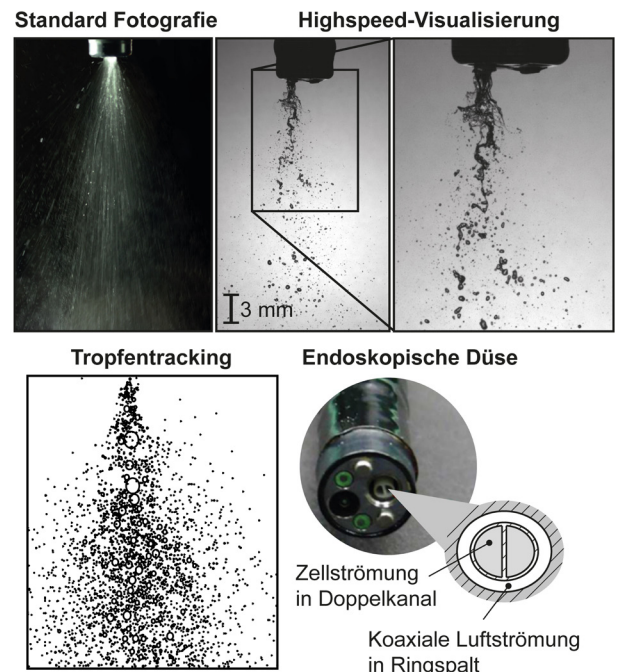 Standard Fotografie
Highspeed-Visualisierung
3 mm
Tropfentracking
Endoskopische Düse
Zellströmung
in Doppelkanal
Koaxiale Luftströmung
in Ringspalt